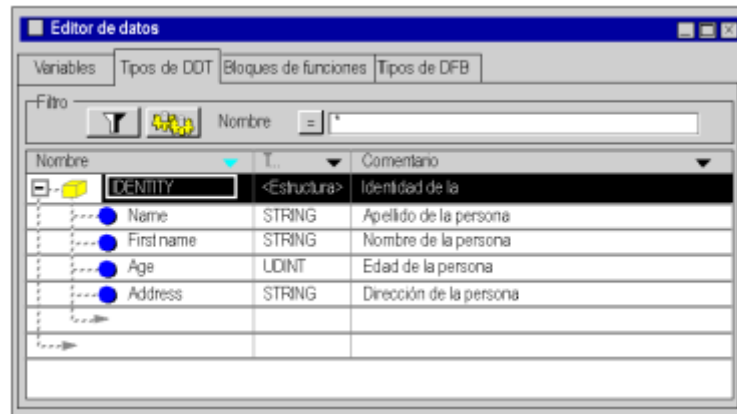 Editor de datos
Variables Tipos de DDT Bloques de funciones Tipos de DFB
Filtro
Nombre = *
Nombre T... Comentario
IDENTITY <Estructura> Identidad de la
Name STRING Apellido de la persona
First name STRING Nombre de la persona
Age UDINT Edad de la persona
Address STRING Dirección de la persona